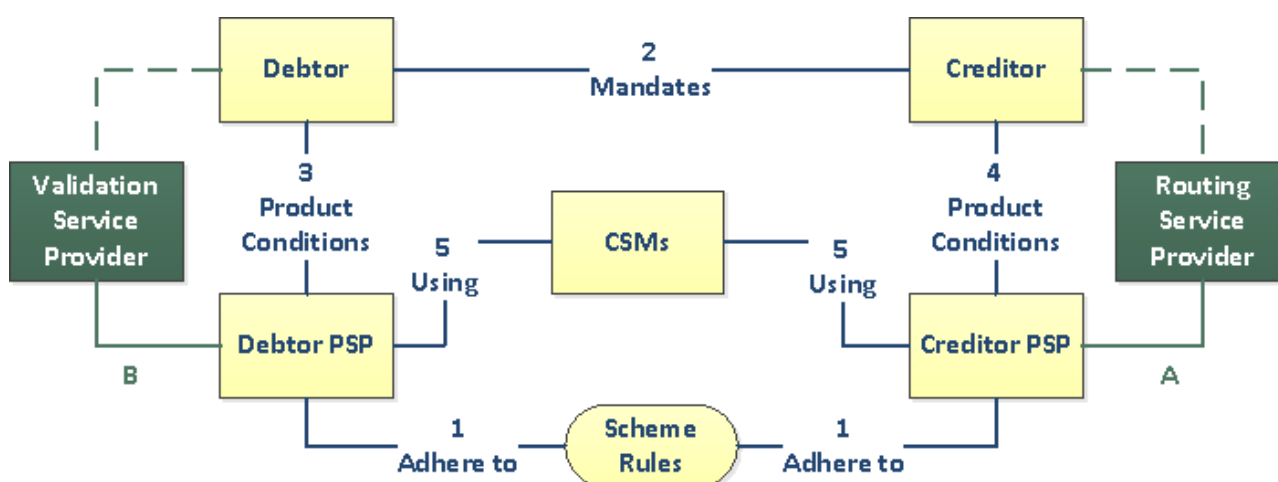 Debtor
2
Mandates
Creditor
Validation
Service
Provider
3
Product
Conditions
CSMs
4
Product
Conditions
Routing
Service
Provider
5
Using
5
Using
Debtor PSP
Creditor PSP
B
A
1
Adhere to
Scheme
Rules
1
Adhere to